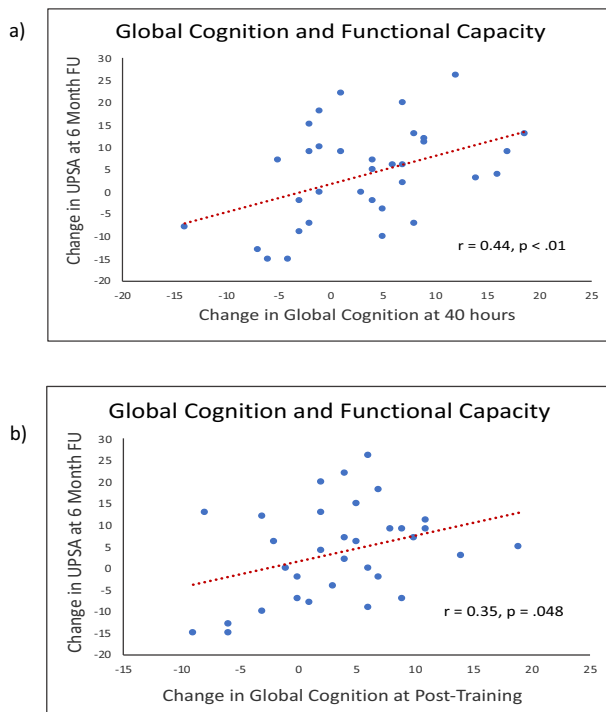 a)
Global Cognition and Functional Capacity
Change in UPSA at 6 Month FU
30
25
20
15
10
5
0
-5
-10
-15
-20
r = 0.44, p < .01
-20 -15 -10 -5 0 5 10 15 20 25
Change in Global Cognition at 40 hours
b)
Global Cognition and Functional Capacity
Change in UPSA at 6 Month FU
30
25
20
15
10
5
0
-5
-10
-15
-20
r = 0.35, p = .048
-15 -10 -5 0 5 10 15 20 25
Change in Global Cognition at Post-Training